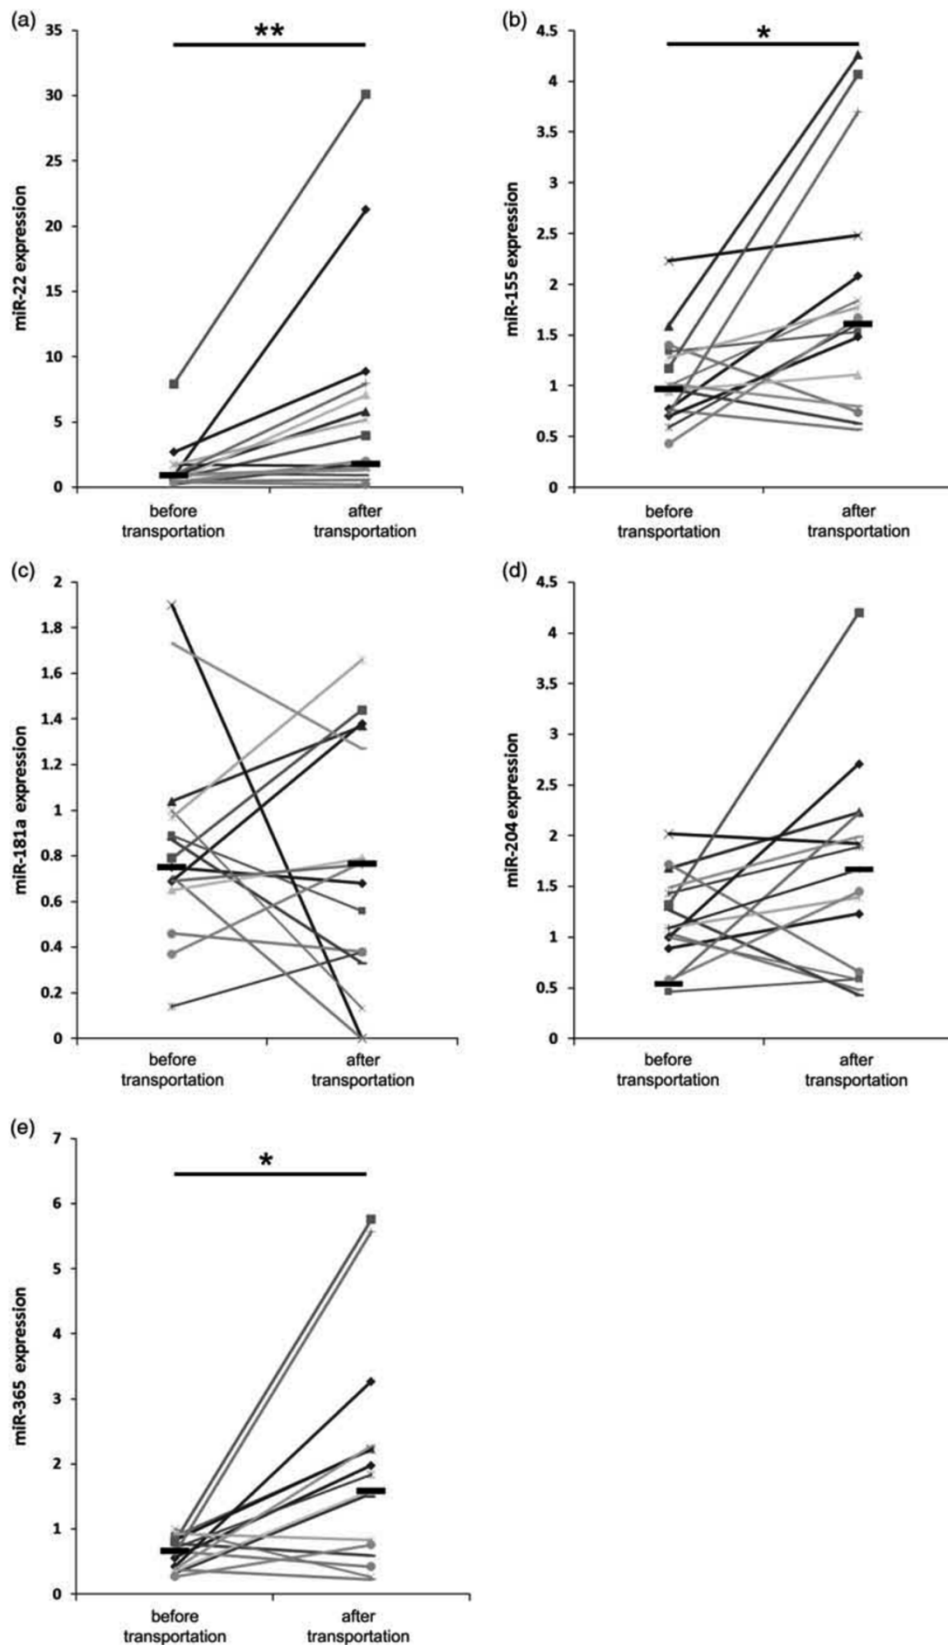 (a)
**
35
30
25
20
15
10
5
0
miR-22 expression
before
transportation
after
transportation
(b)
*
4.5
4
3.5
3
2.5
2
1.5
1
0.5
0
miR-155 expression
before
transportation
after
transportation
(c)
2
1.8
1.6
1.4
1.2
1
0.8
0.6
0.4
0.2
0
miR-181a expression
before
transportation
after
transportation
(d)
4.5
4
3.5
3
2.5
2
1.5
1
0.5
0
miR-204 expression
before
transportation
after
transportation
(e)
*
7
6
5
4
3
2
1
0
miR-365 expression
before
transportation
after
transportation